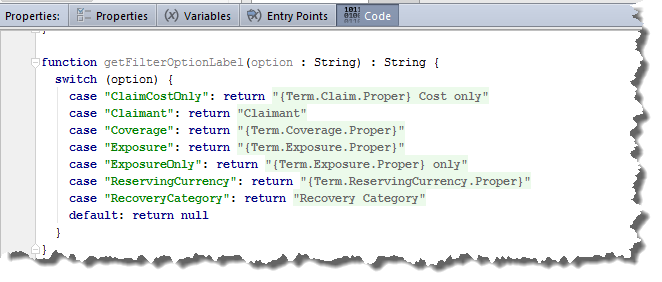 Properties: Properties (x) Variables Entry Points 1011 0100 Code
}
function getFilterOptionLabel(option : String) : String {
switch (option) {
case "ClaimCostOnly": return "{Term.Claim.Proper} Cost only"
case "Claimant": return "Claimant"
case "Coverage": return "{Term.Coverage.Proper}"
case "Exposure": return "{Term.Exposure.Proper}"
case "ExposureOnly": return "{Term.Exposure.Proper} only"
case "ReservingCurrency": return "{Term.ReservingCurrency.Proper}"
case "RecoveryCategory": return "Recovery Category"
default: return null
}
}